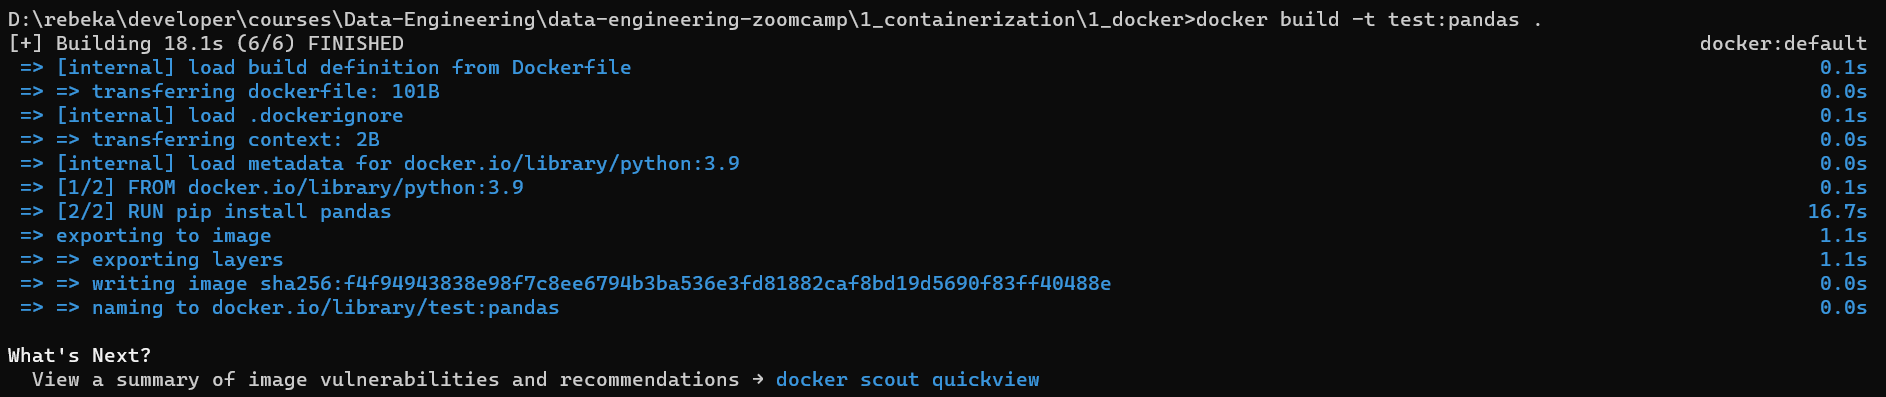 D:\rebeka\developer\courses\Data-Engineering\data-engineering-zoomcamp\1_containerization\1_docker>docker build -t test:pandas .
[+] Building 18.1s (6/6) FINISHED docker:default
=> [internal] load build definition from Dockerfile 0.1s
=> => transferring dockerfile: 101B 0.0s
=> [internal] load .dockerignore 0.1s
=> => transferring context: 2B 0.0s
=> [internal] load metadata for docker.io/library/python:3.9 0.0s
=> [1/2] FROM docker.io/library/python:3.9 0.1s
=> [2/2] RUN pip install pandas 16.7s
=> exporting to image 1.1s
=> => exporting layers 1.1s
=> => writing image sha256:f4f94943838e98f7c8ee6794b3ba536e3fd81882caf8bd19d5690f83ff40488e 0.0s
=> => naming to docker.io/library/test:pandas 0.0s
What's Next?
View a summary of image vulnerabilities and recommendations → docker scout quickview